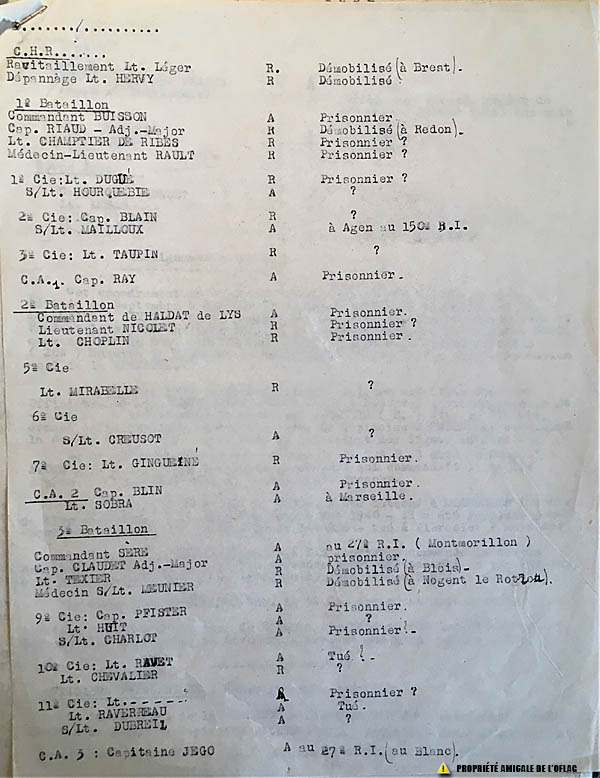 C.H.R.......
Ravitaillement Lt. Léger R. Démobilisé (à Brest)-
Dépannage Lt. HERVY R Démobilisé
1º Bataillon
Commandant BUISSON A Prisonnier.
Cap. RIAUD - Adj.-Major R Démobilisé (à Redon)-
Lt. CHAMPTIER DE RIBES R Prisonnier ?
Médecin-Lieutenant RAULT R Prisonnier ?
1º Cie: Lt. DUGUÉ R Prisonnier ?
S/Lt. HOURQUEBIE A ?
2º Cie: Cap. BLAIN R ?
S/Lt. MAILLOUX A à Agen au 150º R.I.
3º Cie: Lt. TAUPIN R ?
C.A.1. Cap. RAY A Prisonnier.
2º Bataillon
Commandant de HALDAT de LYS A Prisonnier.
Lieutenant NICOLET R Prisonnier ?
Lt. CHOPLIN R Prisonnier.
5º Cie
Lt. MIRABELLE R ?
6º Cie
S/Lt. CREUSOT A ?
7º Cie: Lt. GINGUEINÉ R Prisonnier.
C.A. 2 Cap. BLIN A Prisonnier.
Lt. SOBRA A à Marseille.
3º Bataillon
Commandant SERE A au 27º R.I. ( Montmorillon )
Cap. CLAUDET Adj.-Major A prisonnier.
Lt. TEXIER R Démobilisé (à Blois)-
Médecin S/Lt. MEUNIER R Démobilisé (à Nogent le Rotrou).
9º Cie: Cap. PFISTER A Prisonnier.
Lt. HUIT A ?
S/Lt. CHARLOT A Prisonnier!-
10º Cie: Lt. RAVET A Tué !-
Lt. CHEVALIER R ?
11º Cie: Lt.------- A Prisonnier ?
Lt. RAVERREAU A Tué.
S/Lt. DUBREIL A ?
C.A. 3 : Capitaine JEGO A au 27º R.I. (au Blanc).
PROPRIÉTÉ AMIGALE DE L'OFLAG